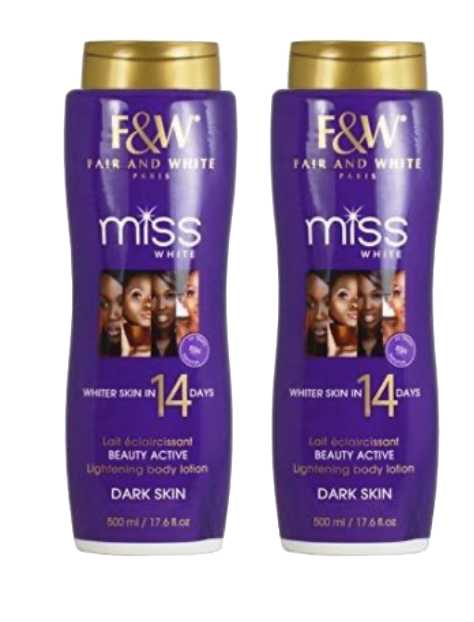 F&W
FAIR AND WHITE
PARIS
miss
WHITE
WHITER SKIN IN 14 DAYS
Lait éclaircissant
BEAUTY ACTIVE
Lightening body lotion
DARK SKIN
500 ml / 17.6 fl.oz
F&W
FAIR AND WHITE
PARIS
miss
WHITE
WHITER SKIN IN 14 DAYS
Lait éclaircissant
BEAUTY ACTIVE
Lightening body lotion
DARK SKIN
500 ml / 17.6 fl.oz